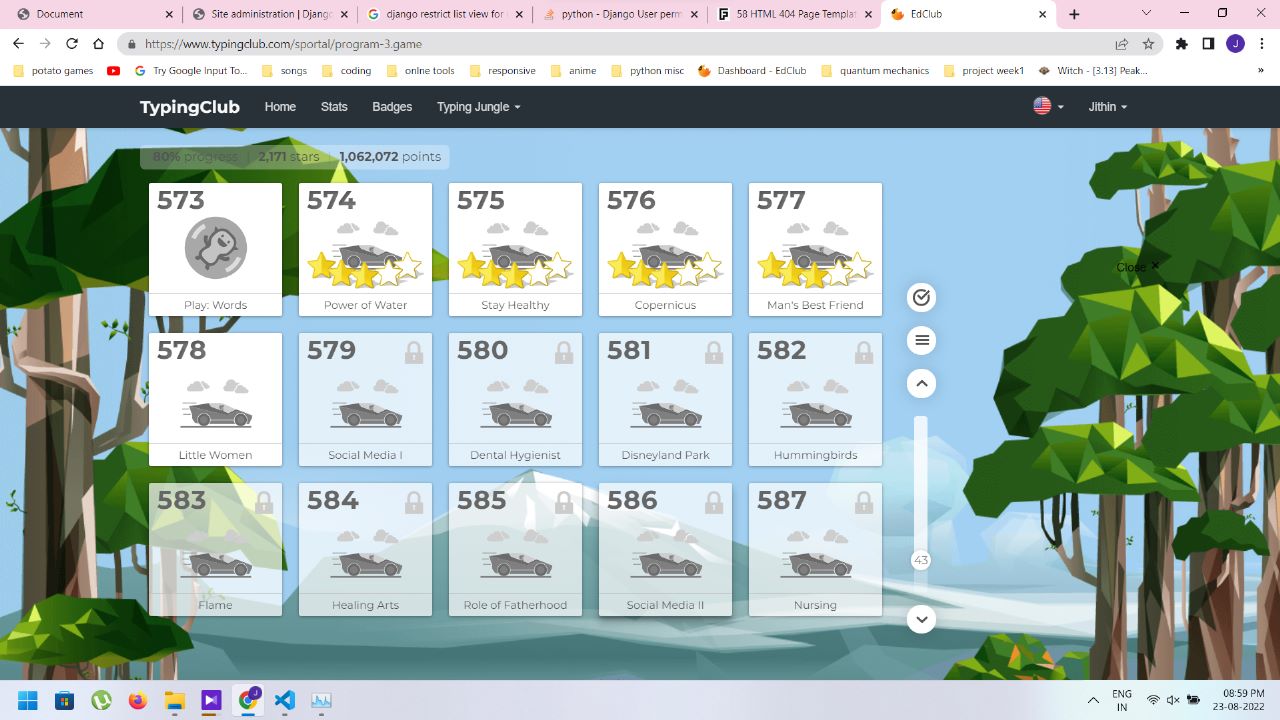 Document
Site administration | Djang
django restrict list view for
python - Django User perm
58 HTML 404 Page Templat
EdClub
https://www.typingclub.com/sportal/program-3.game
J
potato games
Try Google Input To...
songs
coding
onlne tools
responsive
anime
python misc
Dashboard - EdClub
quantum mechanics
project week1
Witch - [3.13] Peak...
»
TypingClub Home Stats Badges Typing Jungle Jithin
80% progress | 2,171 stars | 1,062,072 points
573 574 575 576 577
Close ×
Play: Words Power of Water Stay Healthy Copernicus Man's Best Friend
578 579 580 581 582
Little Women Social Media I Dental Hygienist Disneyland Park Hummingbirds
583 584 585 586 587
43
Flame Healing Arts Role of Fatherhood Social Media II Nursing
ENG
IN
08:59 PM
23-08-2022